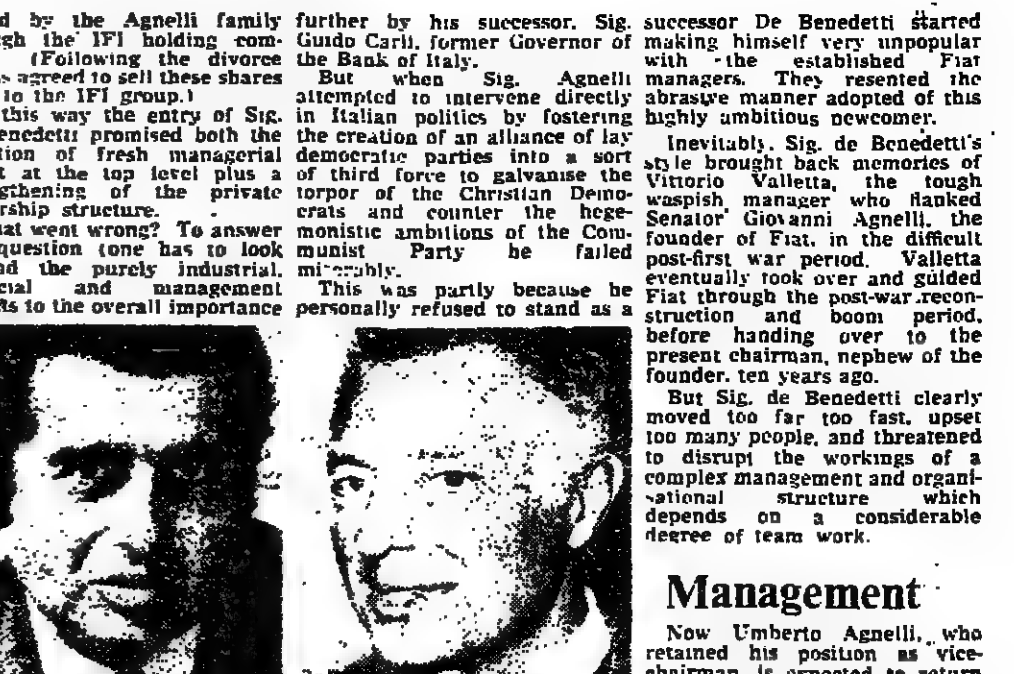 d by the Agnelli family
gh the IFI holding com-
(Following the divorce
agreed to sell these shares
to the IFI group.)
this way the entry of Sig.
enedetti promised both the
tion of fresh managerial
t at the top level plus a
gthening of the private
rship structure.
at went wrong? To answer
question (one has to look
nd the purely industrial,
cial and management
ts to the overall importance
further by his successor, Sig.
Guido Carli, former Governor of
the Bank of Italy.
But when Sig. Agnelli
attempted to intervene directly
in Italian politics by fostering
the creation of an alliance of lay
democratic parties into a sort
of third force to galvanise the
torpor of the Christian Demo-
crats and counter the hege-
monistic ambitions of the Com-
munist Party he failed
miserably.
This was partly because he
personally refused to stand as a
successor De Benedetti started
making himself very unpopular
with the established Fiat
managers. They resented the
abrasive manner adopted of this
highly ambitious newcomer.
Inevitably, Sig. de Benedetti's
style brought back memories of
Vittorio Valletta, the tough
waspish manager who flanked
Senator Giovanni Agnelli, the
founder of Fiat, in the difficult
post-first war period. Valletta
eventually took over and guided
Fiat through the post-war recon-
struction and boom period,
before handing over to the
present chairman, nephew of the
founder, ten years ago.
But Sig. de Benedetti clearly
moved too far too fast, upset
too many people, and threatened
to disrupt the workings of a
complex management and organi-
sational structure which
depends on a considerable
degree of team work.
Management
Now Umberto Agnelli, who
retained his position as vice-
chairman, is expected to return